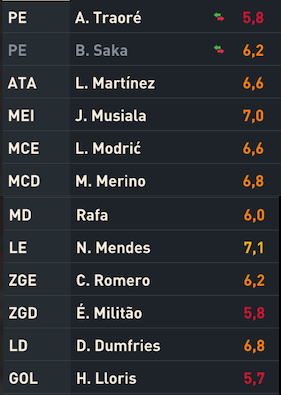 PE A. Traoré 5,8
PE B. Saka 6,2
ATA L. Martínez 6,6
MEI J. Musiala 7,0
MCE L. Modrić 6,6
MCD M. Merino 6,8
MD Rafa 6,0
LE N. Mendes 7,1
ZGE C. Romero 6,2
ZGD É. Militão 5,8
LD D. Dumfries 6,8
GOL H. Lloris 5,7